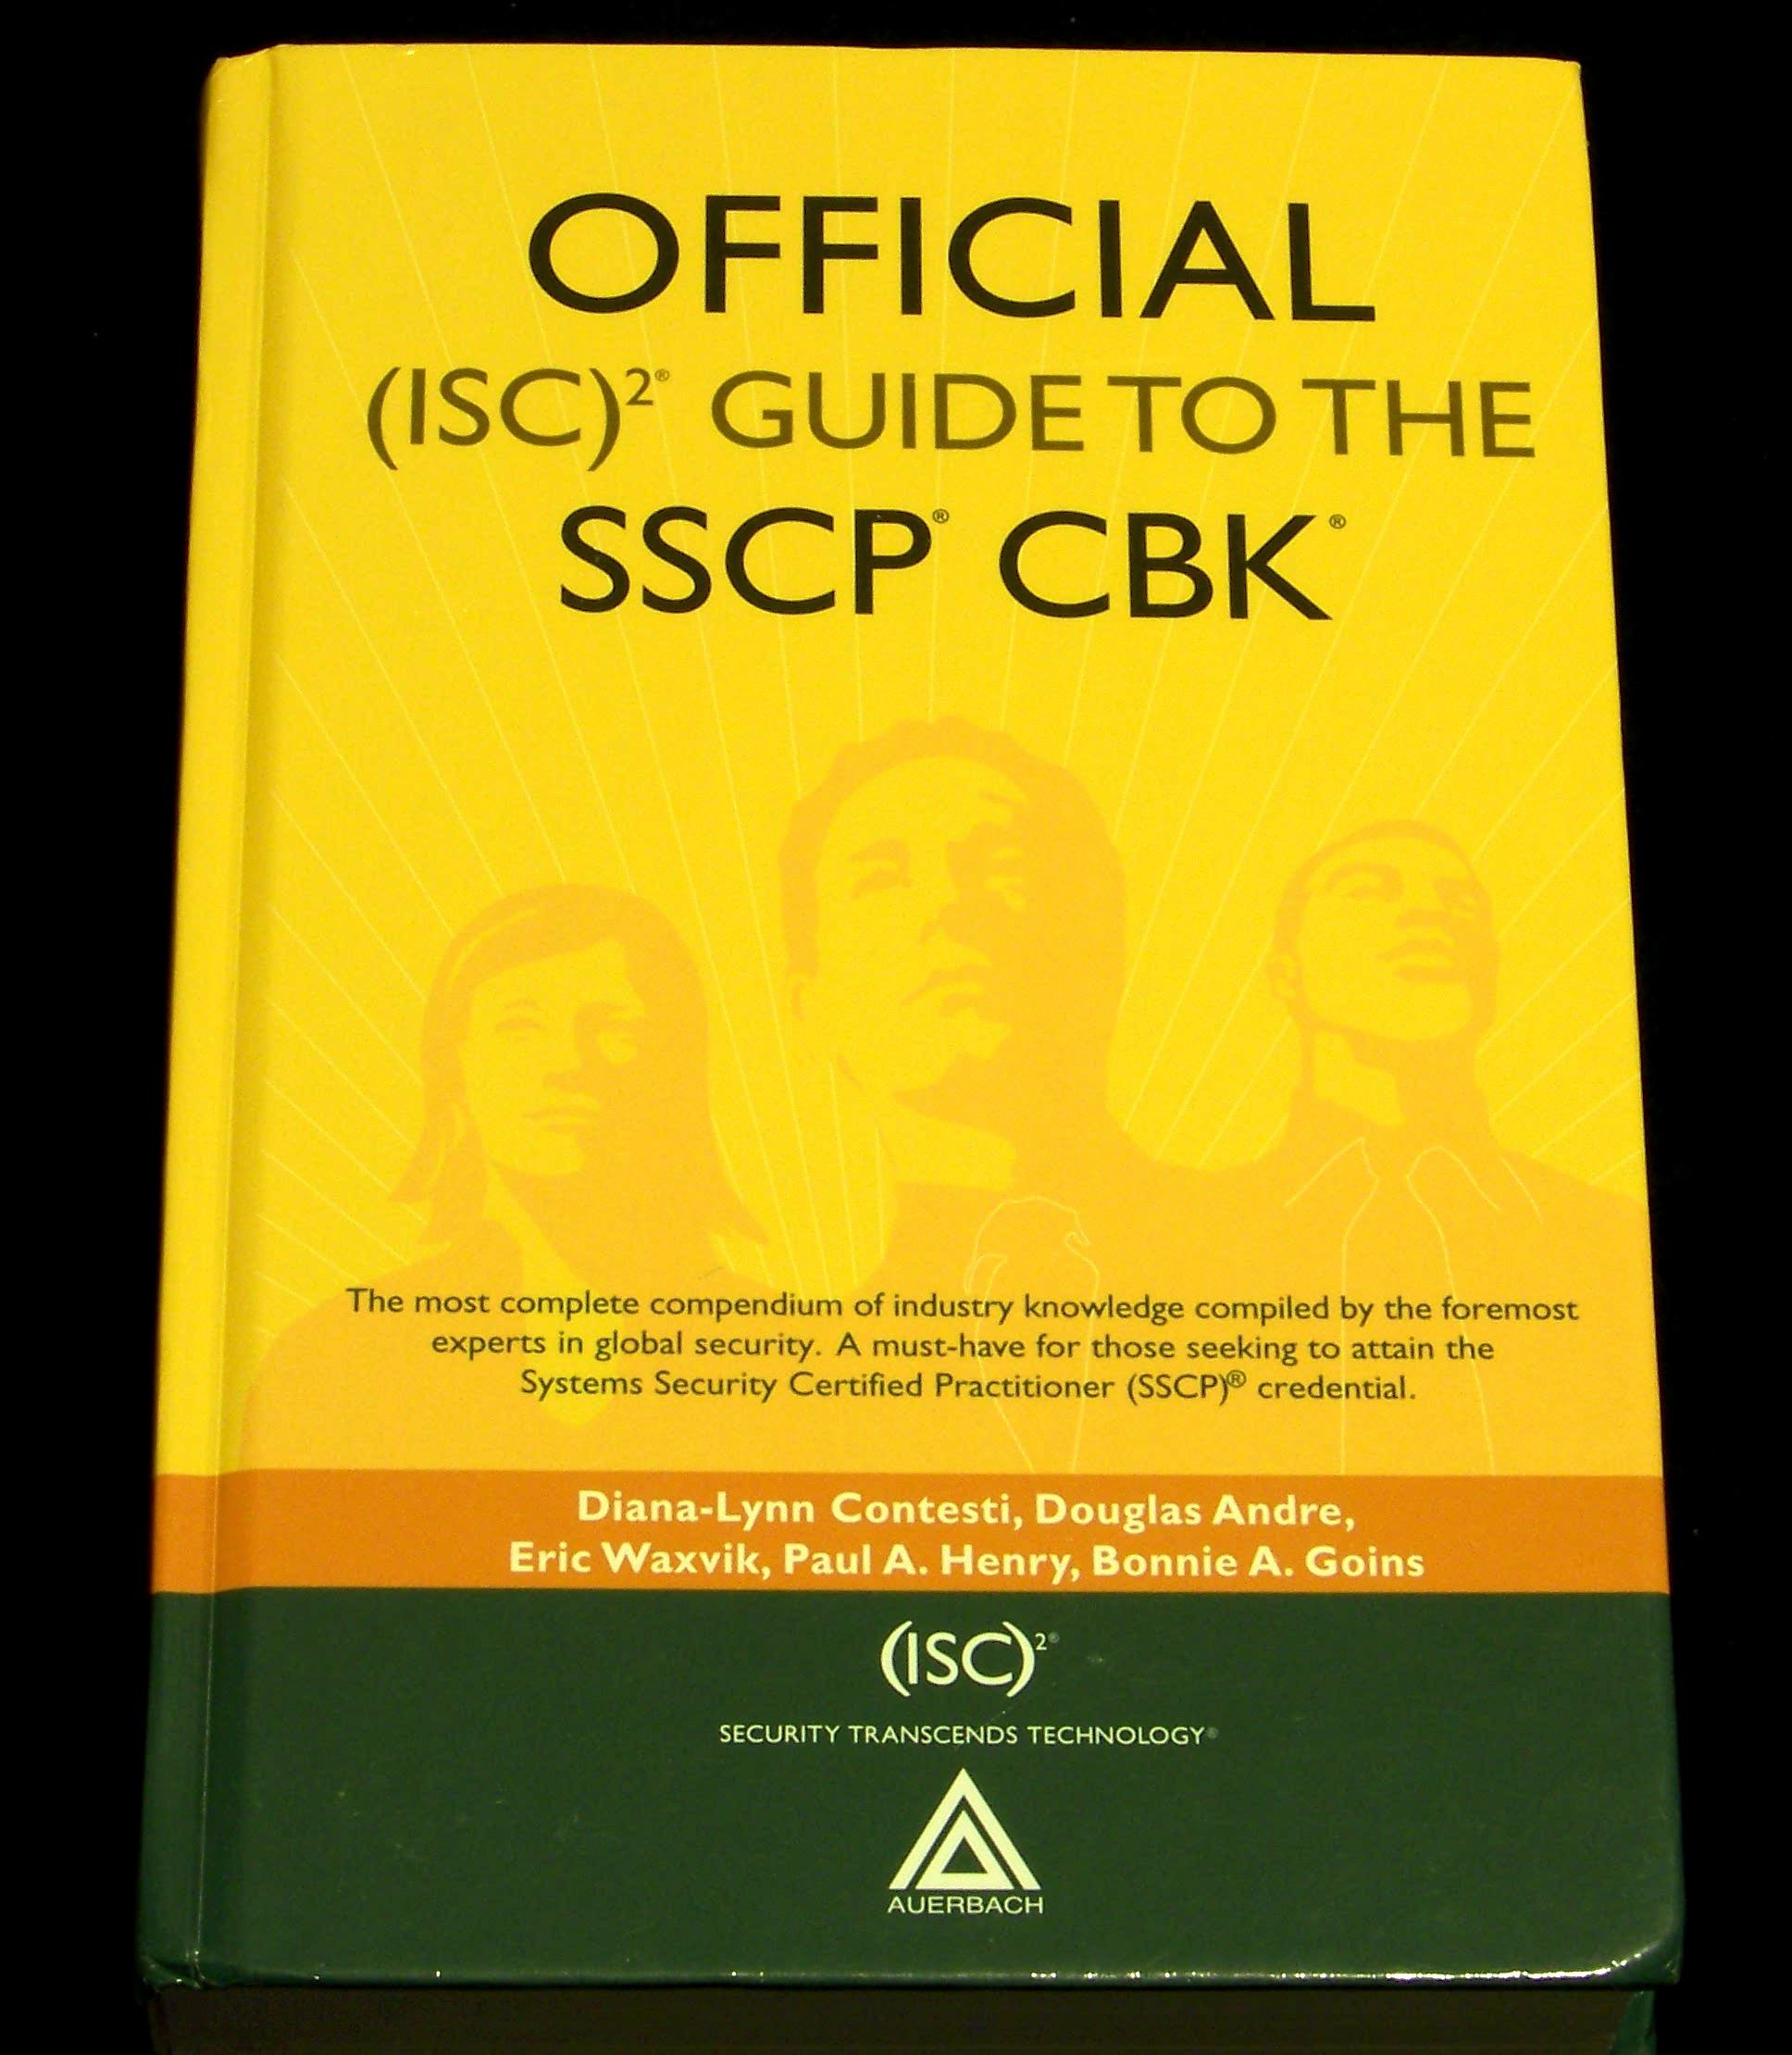 OFFICIAL
(ISC)²® GUIDE TO THE
SSCP® CBK®
The most complete compendium of industry knowledge compiled by the foremost
experts in global security. A must-have for those seeking to attain the
Systems Security Certified Practitioner (SSCP)® credential.
Diana-Lynn Contesti, Douglas Andre,
Eric Waxvik, Paul A. Henry, Bonnie A. Goins
(ISC)²®
SECURITY TRANSCENDS TECHNOLOGY®
AUERBACH